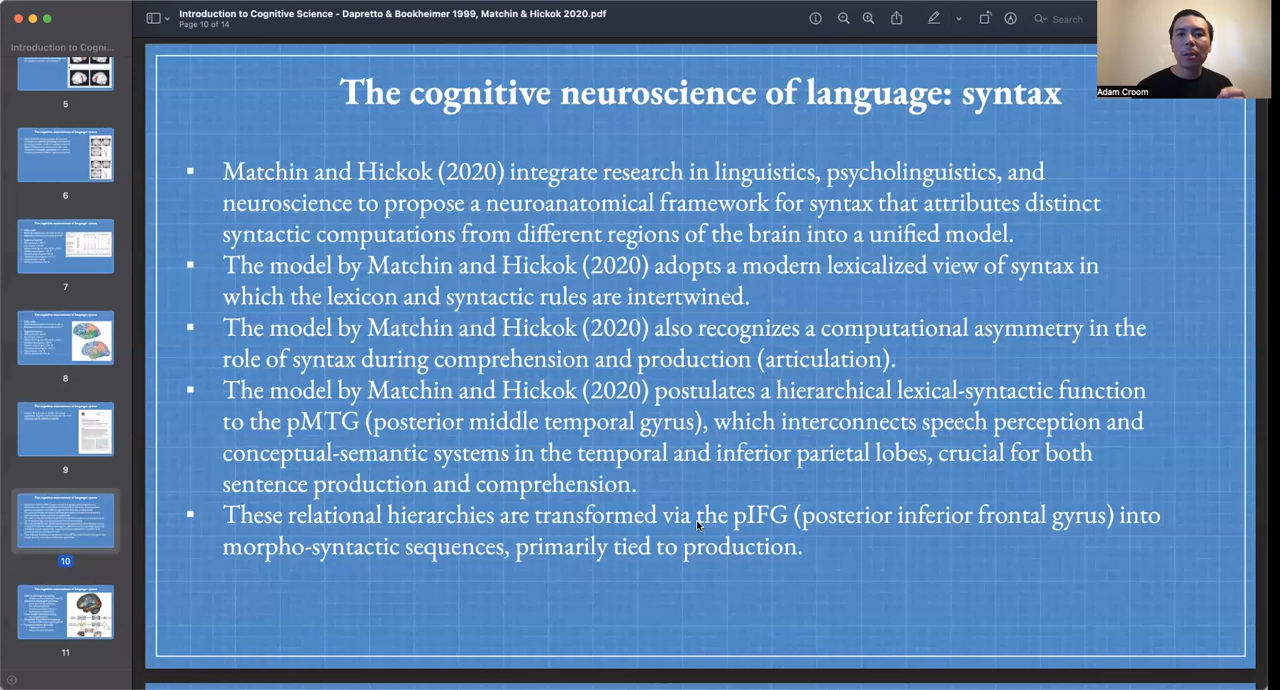 Introduction to Cognitive Science - Dapretto & Bookheimer 1999, Matchin & Hickok 2020.pdf
Page 10 of 14
Search
Introduction to Cogni...
Adam Croom
5
6
7
8
9
10
11
The cognitive neuroscience of language: syntax
▪ Matchin and Hickok (2020) integrate research in linguistics, psycholinguistics, and
neuroscience to propose a neuroanatomical framework for syntax that attributes distinct
syntactic computations from different regions of the brain into a unified model.
▪ The model by Matchin and Hickok (2020) adopts a modern lexicalized view of syntax in
which the lexicon and syntactic rules are intertwined.
▪ The model by Matchin and Hickok (2020) also recognizes a computational asymmetry in the
role of syntax during comprehension and production (articulation).
▪ The model by Matchin and Hickok (2020) postulates a hierarchical lexical-syntactic function
to the pMTG (posterior middle temporal gyrus), which interconnects speech perception and
conceptual-semantic systems in the temporal and inferior parietal lobes, crucial for both
sentence production and comprehension.
▪ These relational hierarchies are transformed via the pIFG (posterior inferior frontal gyrus) into
morpho-syntactic sequences, primarily tied to production.